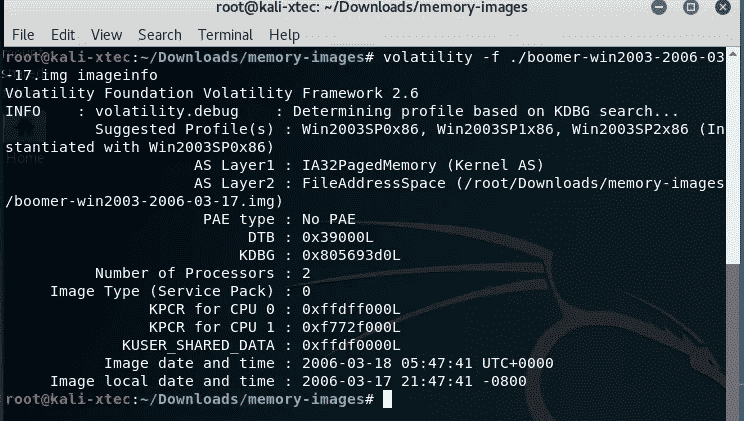 root@kali-xtec: ~/Downloads/memory-images
File Edit View Search Terminal Help
root@kali-xtec:~/Downloads/memory-images# volatility -f ./boomer-win2003-2006-03
-17.img imageinfo
Volatility Foundation Volatility Framework 2.6
INFO    : volatility.debug    : Determining profile based on KDBG search...
Suggested Profile(s) : Win2003SP0x86, Win2003SP1x86, Win2003SP2x86 (In
stantiated with Win2003SP0x86)
AS Layer1 : IA32PagedMemory (Kernel AS)
AS Layer2 : FileAddressSpace (/root/Downloads/memory-images
/boomer-win2003-2006-03-17.img)
PAE type : No PAE
DTB : 0x39000L
KDBG : 0x805693d0L
Number of Processors : 2
Image Type (Service Pack) : 0
KPCR for CPU 0 : 0xffdff000L
KPCR for CPU 1 : 0xf772f000L
KUSER_SHARED_DATA : 0xffdf0000L
Image date and time : 2006-03-18 05:47:41 UTC+0000
Image local date and time : 2006-03-17 21:47:41 -0800
root@kali-xtec:~/Downloads/memory-images#
Home